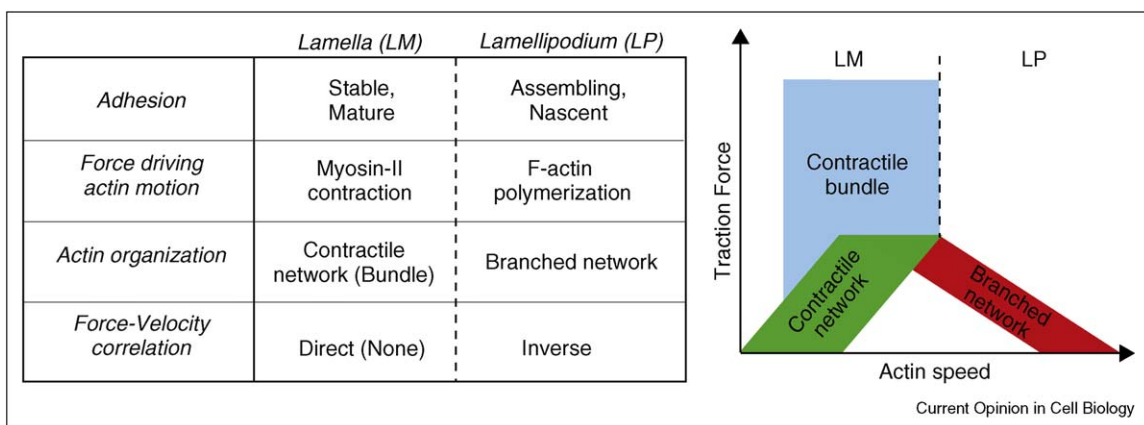 Lamella (LM) Lamellipodium (LP)
Adhesion
Stable,
Mature
Assembling,
Nascent
Force driving
actin motion
Myosin-II
contraction
F-actin
polymerization
Actin organization
Contractile
network (Bundle)
Branched network
Force-Velocity
correlation
Direct (None)
Inverse
LM LP
Traction Force
Contractile
bundle
Contractile
network
Branched
network
Actin speed
Current Opinion in Cell Biology